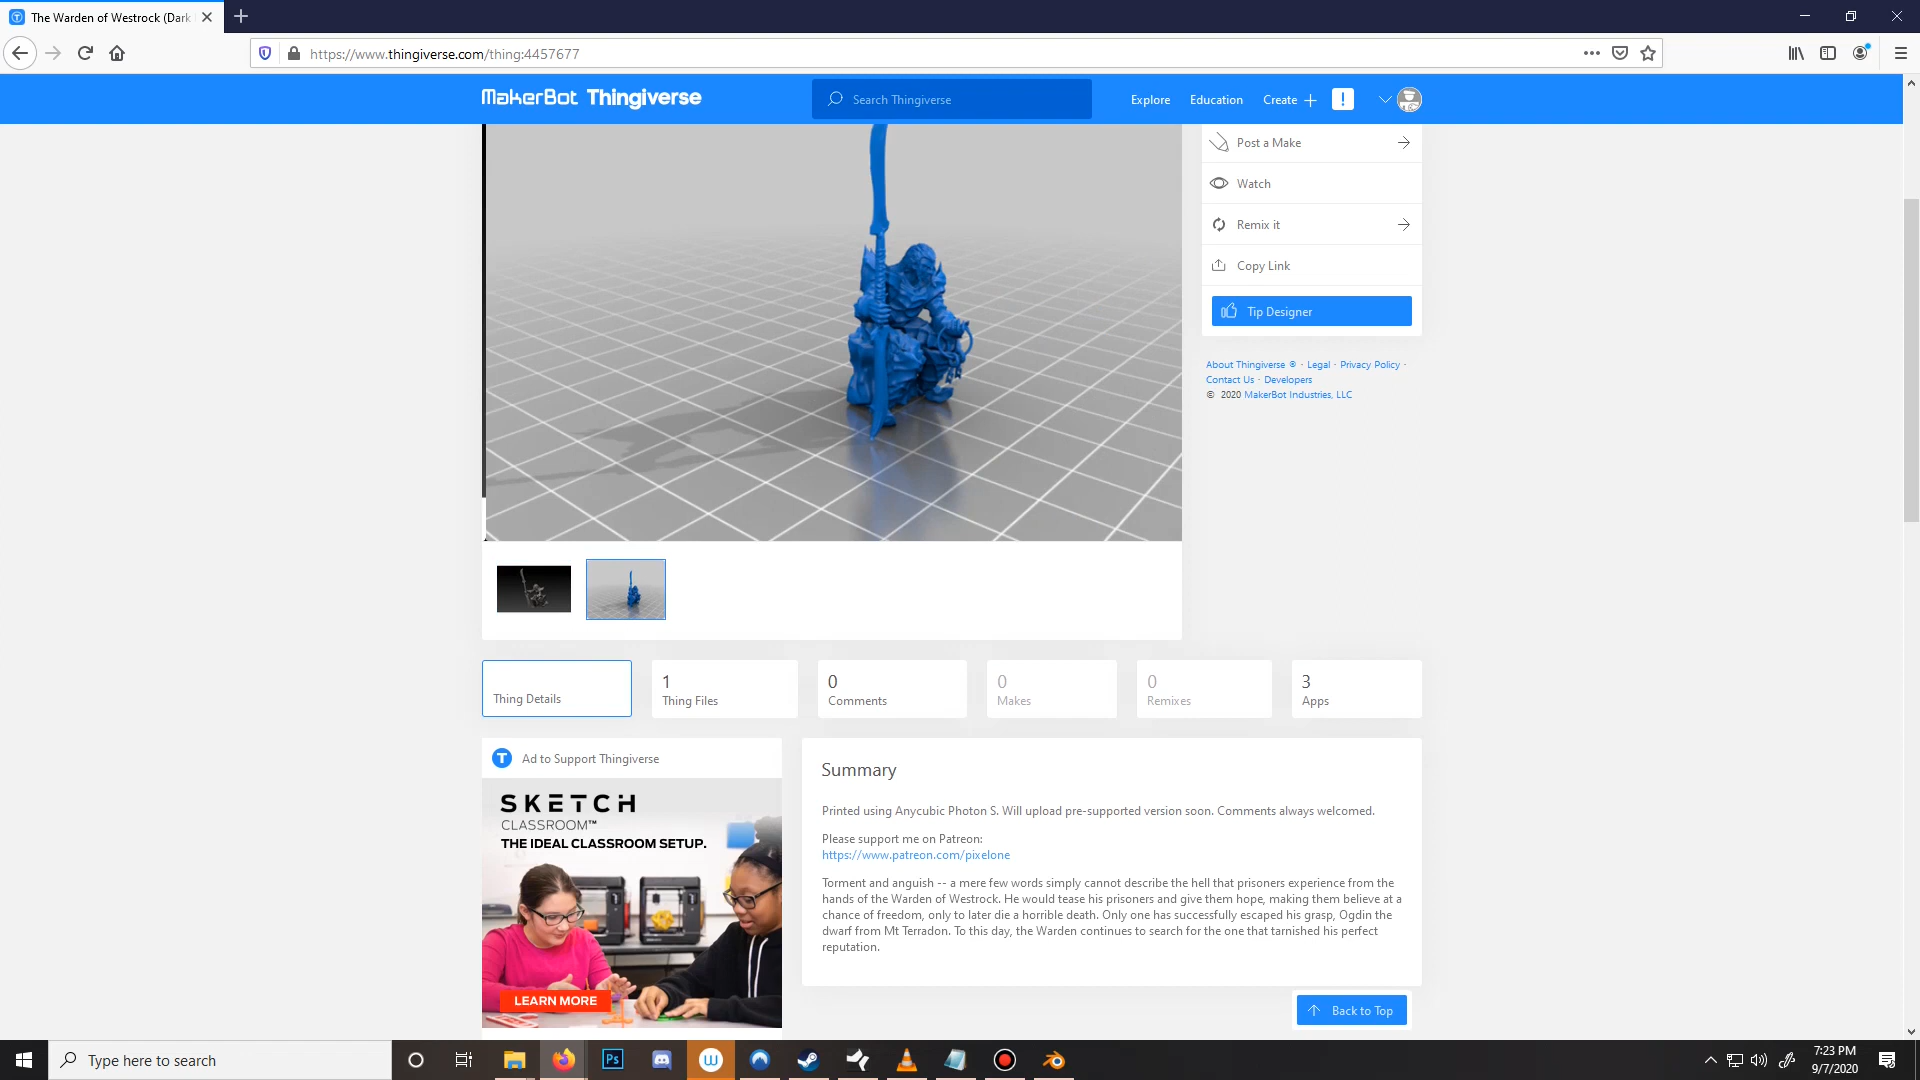 The Warden of Westrock (Dark
https://www.thingiverse.com/thing:4457677
MakerBot Thingiverse
Search Thingiverse
Explore
Education
Create
Post a Make
Watch
Remix it
Copy Link
Tip Designer
About Thingiverse ® · Legal · Privacy Policy ·
Contact Us · Developers
© 2020 MakerBot Industries, LLC
Thing Details
1
Thing Files
0
Comments
0
Makes
0
Remixes
3
Apps
T Ad to Support Thingiverse
SKETCH
CLASSROOM™
THE IDEAL CLASSROOM SETUP.
LEARN MORE
Summary
Printed using Anycubic Photon S. Will upload pre-supported version soon. Comments always welcomed.
Please support me on Patreon:
https://www.patreon.com/pixelone
Torment and anguish -- a mere few words simply cannot describe the hell that prisoners experience from the
hands of the Warden of Westrock. He would tease his prisoners and give them hope, making them believe at a
chance of freedom, only to later die a horrible death. Only one has successfully escaped his grasp, Ogdin the
dwarf from Mt Terradon. To this day, the Warden continues to search for the one that tarnished his perfect
reputation.
Back to Top
Type here to search
Ps
W
7:23 PM
9/7/2020